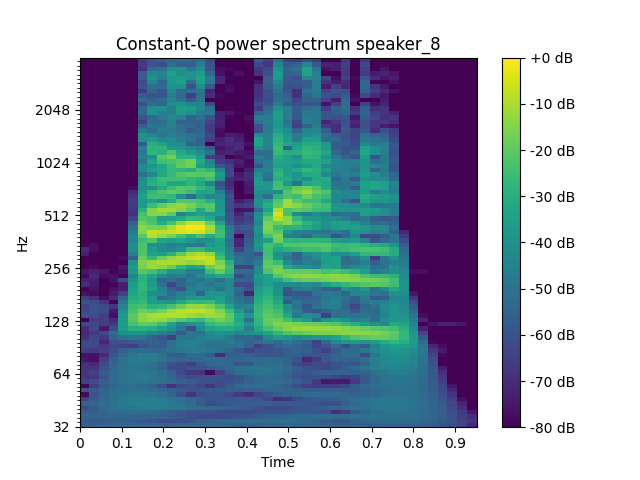 Constant-Q power spectrum speaker_8
Hz
2048
1024
512
256
128
64
32
0 0.1 0.2 0.3 0.4 0.5 0.6 0.7 0.8 0.9
Time
+0 dB
-10 dB
-20 dB
-30 dB
-40 dB
-50 dB
-60 dB
-70 dB
-80 dB